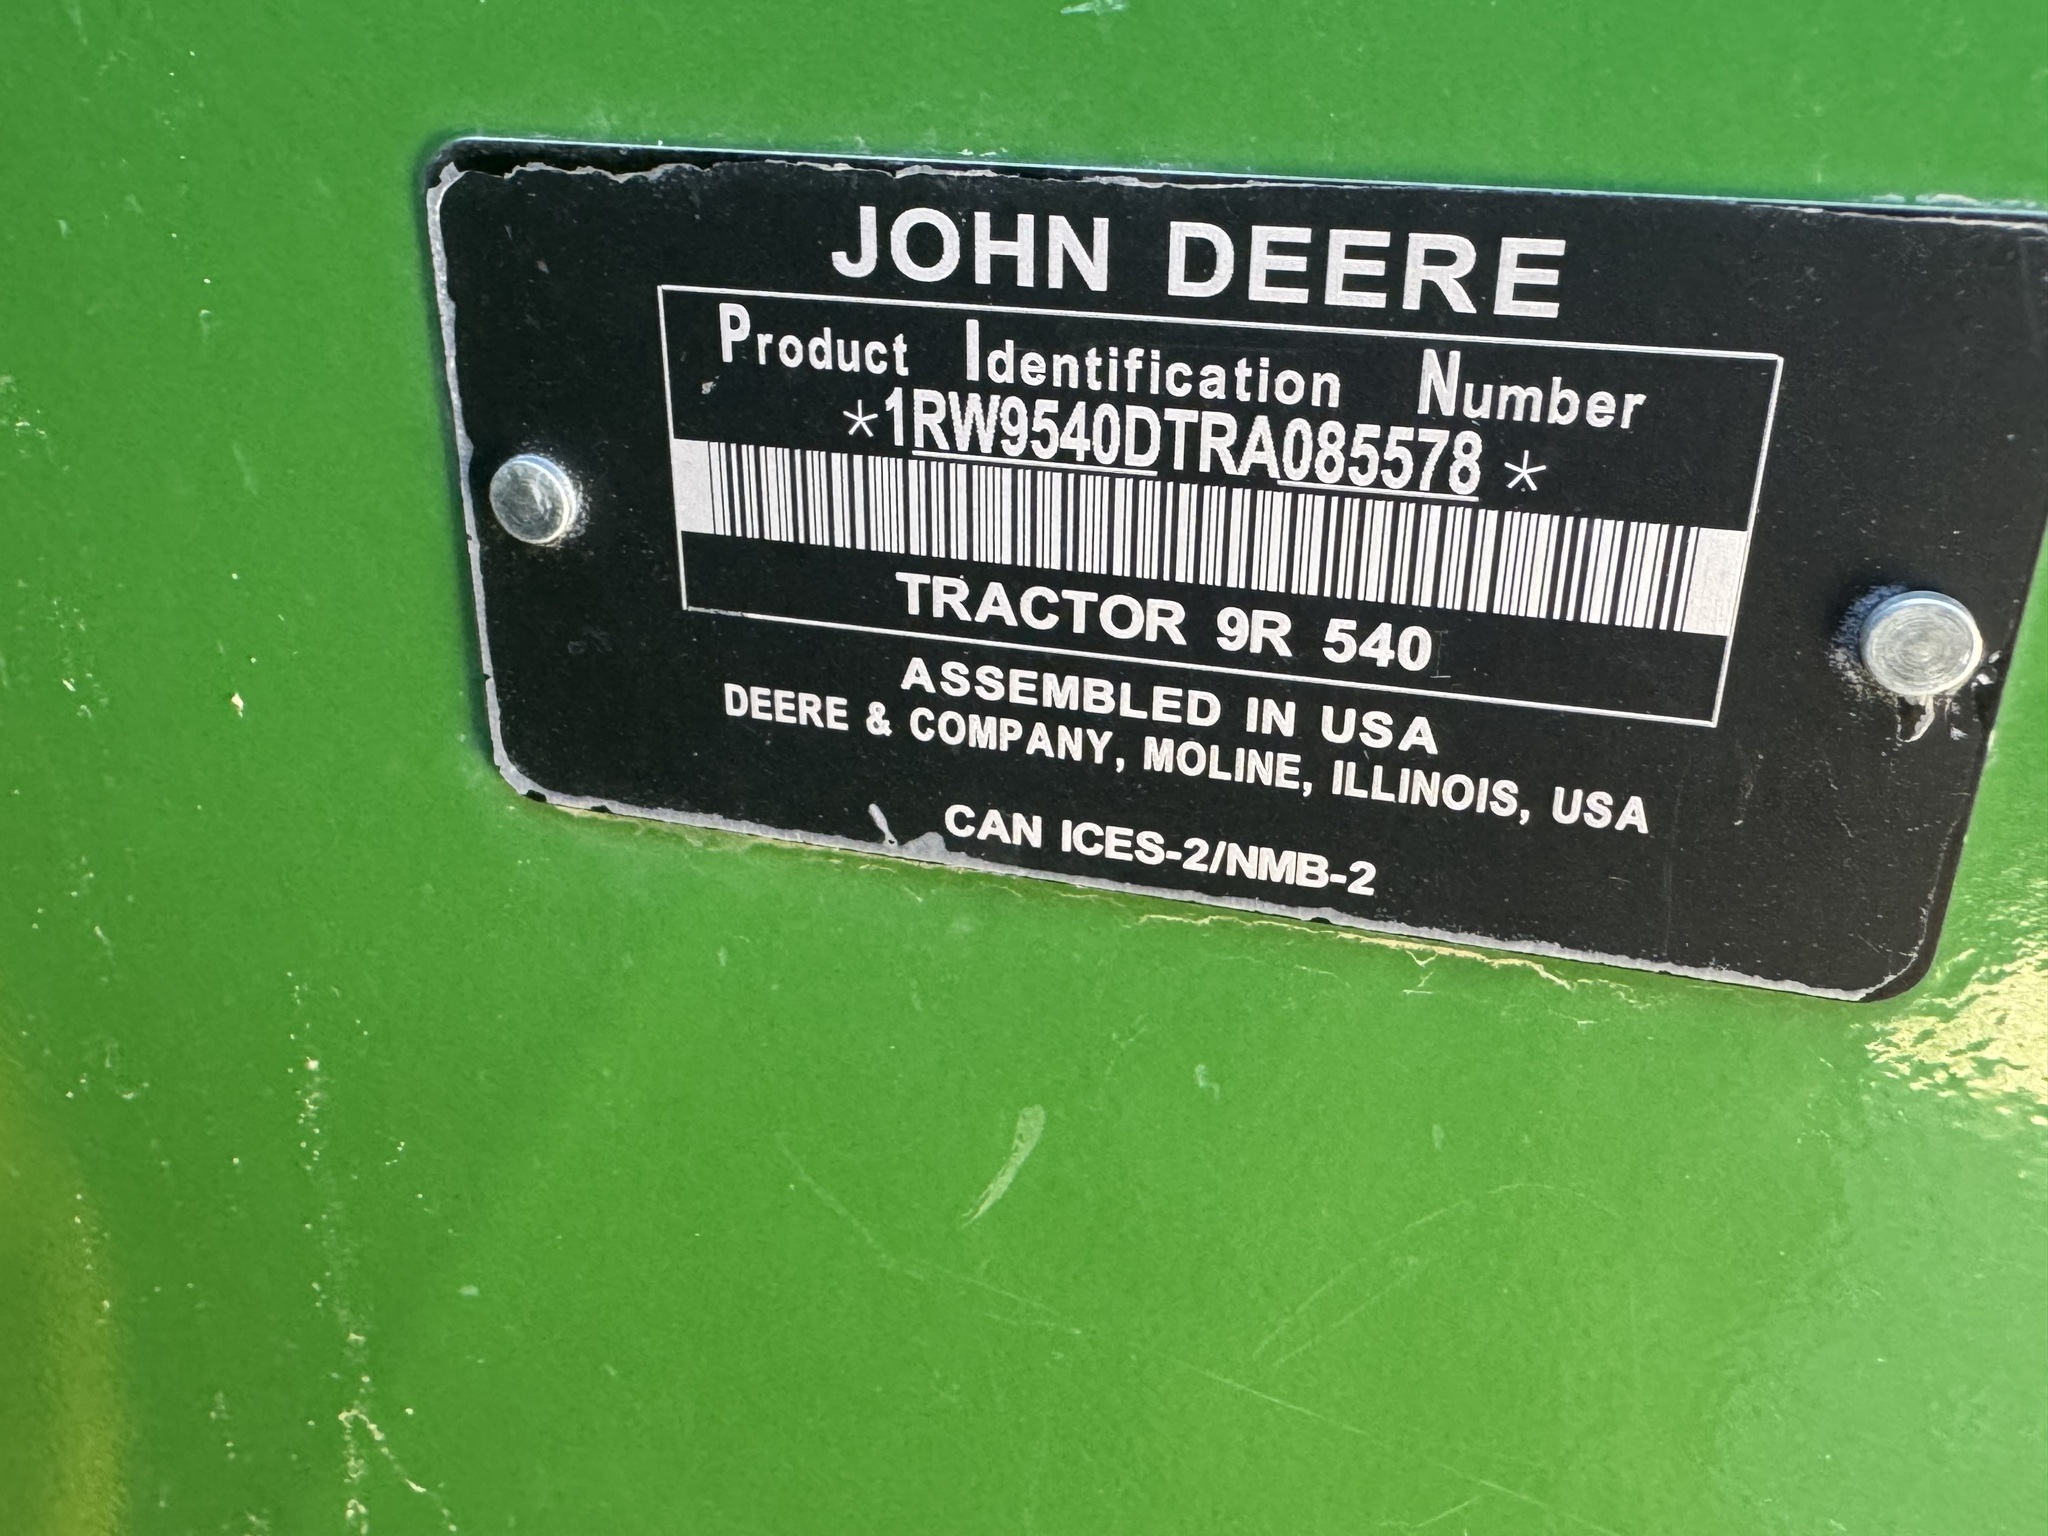 JOHN DEERE
Product Identification Number
*1RW9540DTRA085578*
TRACTOR 9R 540
ASSEMBLED IN USA
DEERE & COMPANY, MOLINE, ILLINOIS, USA
CAN ICES-2/NMB-2